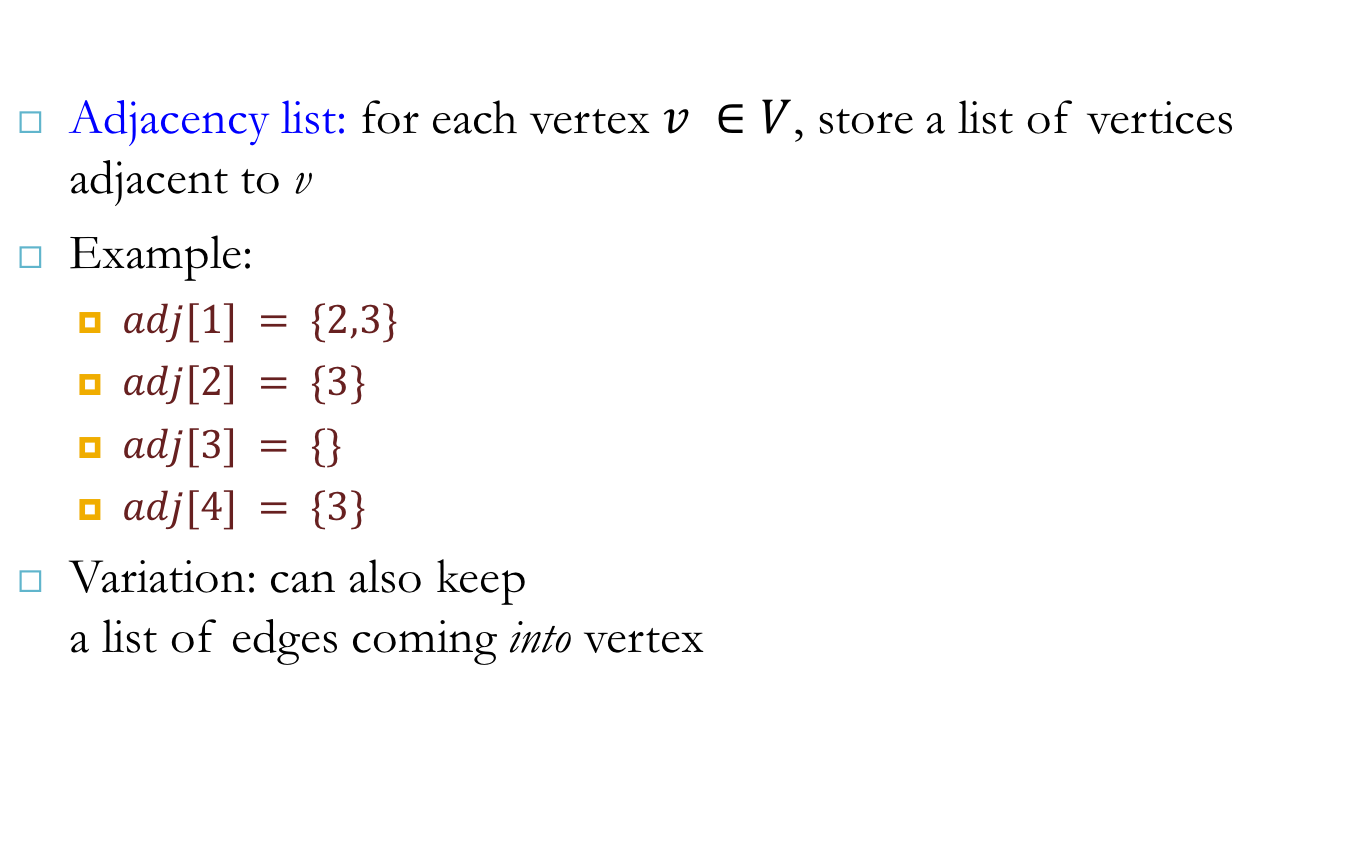 Adjacency list: for each vertex 𝑣 ∈ 𝑉, store a list of vertices
adjacent to v
Example:
adj[1] = {2,3}
adj[2] = {3}
adj[3] = {}
adj[4] = {3}
Variation: can also keep
a list of edges coming into vertex